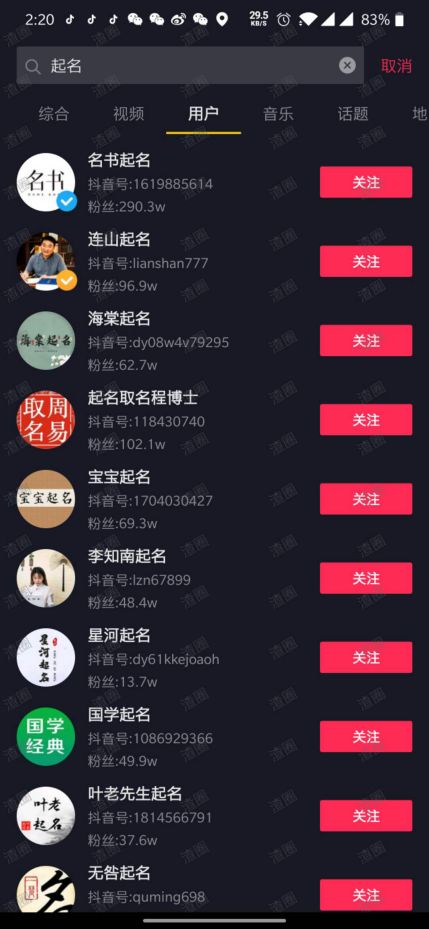 2:20
29.5
KB/S
83%
起名
取消
综合 视频 用户 音乐 话题 地
名书
名书起名
抖音号:1619885614
粉丝:290.3w
关注
连山起名
抖音号:lianshan777
粉丝:96.9w
关注
海棠起名
海棠起名
抖音号:dy08w4v79295
粉丝:62.7w
关注
取周
名易
起名取名程博士
抖音号:118430740
粉丝:102.1w
关注
宝宝起名
宝宝起名
抖音号:1704030427
粉丝:69.3w
关注
李知南起名
抖音号:lzn67899
粉丝:48.4w
关注
星河
起名
星河起名
抖音号:dy61kkejoaoh
粉丝:13.7w
关注
国学
经典
国学起名
抖音号:1086929366
粉丝:49.9w
关注
叶老
起名
叶老先生起名
抖音号:1814566791
粉丝:37.6w
关注
无咎起名
抖音号:quming698
关注
渣圈